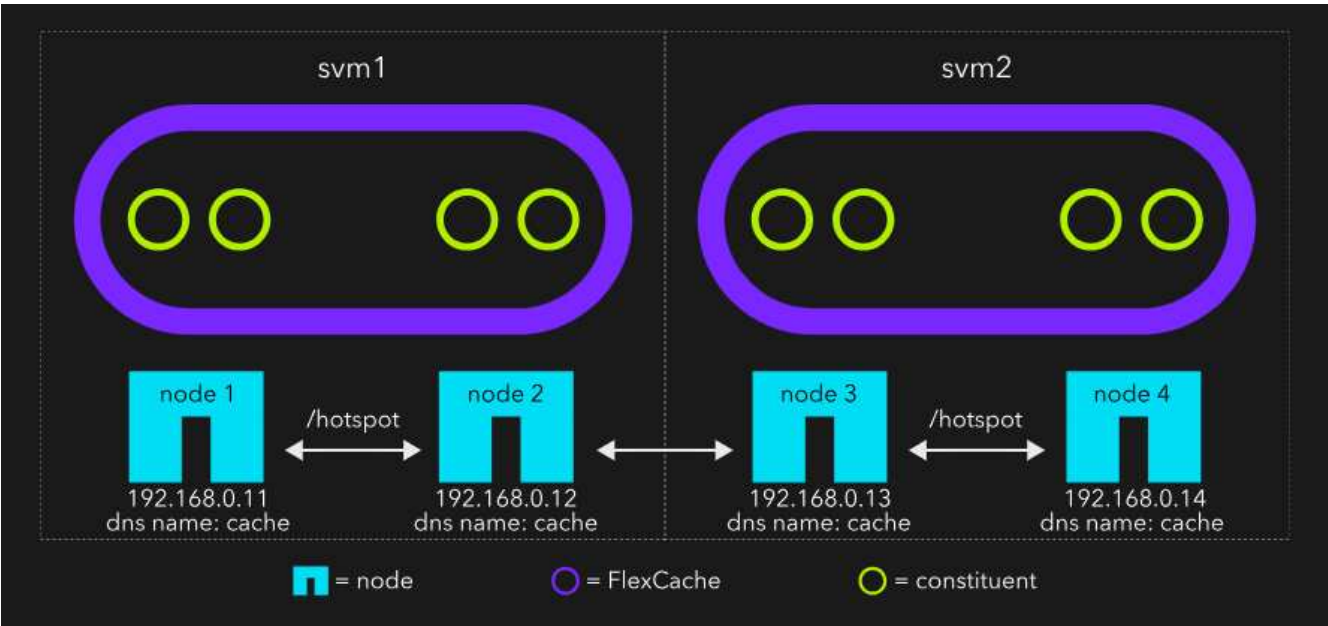 svm1
svm2
node 1
node 2
node 3
node 4
/hotspot
/hotspot
192.168.0.11
dns name: cache
192.168.0.12
dns name: cache
192.168.0.13
dns name: cache
192.168.0.14
dns name: cache
= node
= FlexCache
= constituent